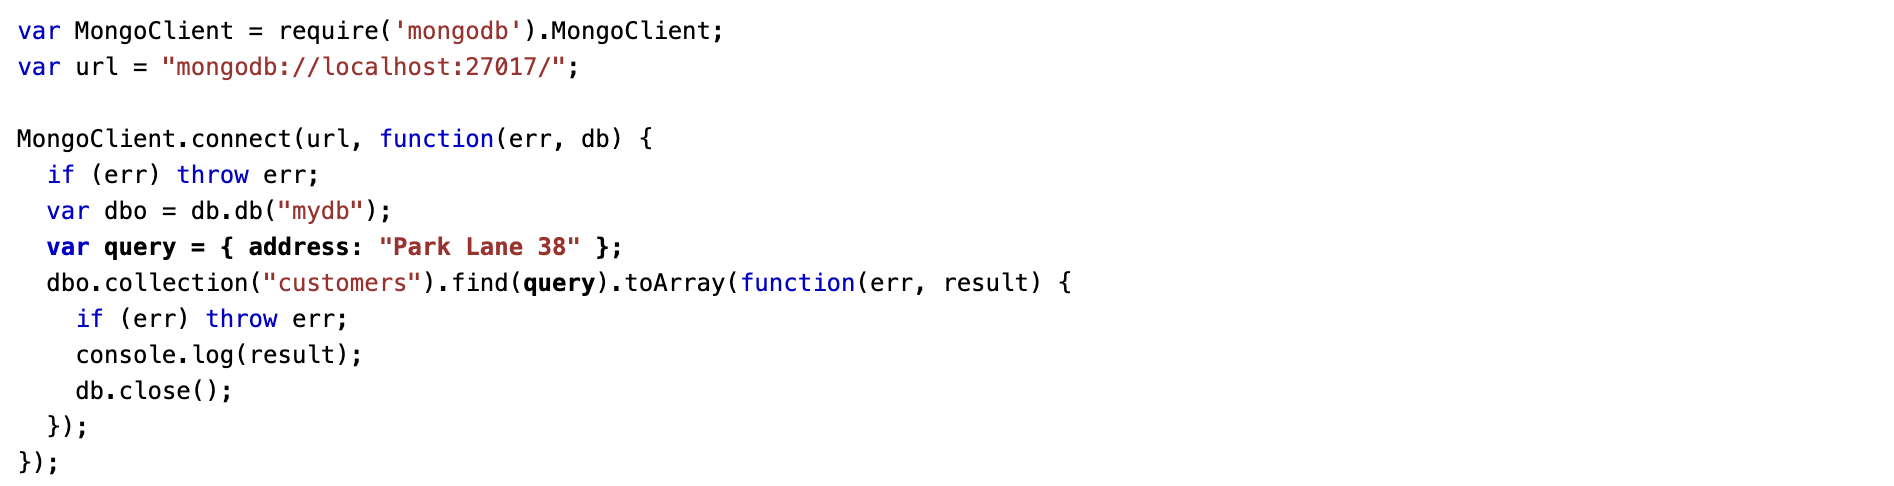 var MongoClient = require('mongodb').MongoClient;
var url = "mongodb://localhost:27017/";

MongoClient.connect(url, function(err, db) {
  if (err) throw err;
  var dbo = db.db("mydb");
  var query = { address: "Park Lane 38" };
  dbo.collection("customers").find(query).toArray(function(err, result) {
    if (err) throw err;
    console.log(result);
    db.close();
  });
});